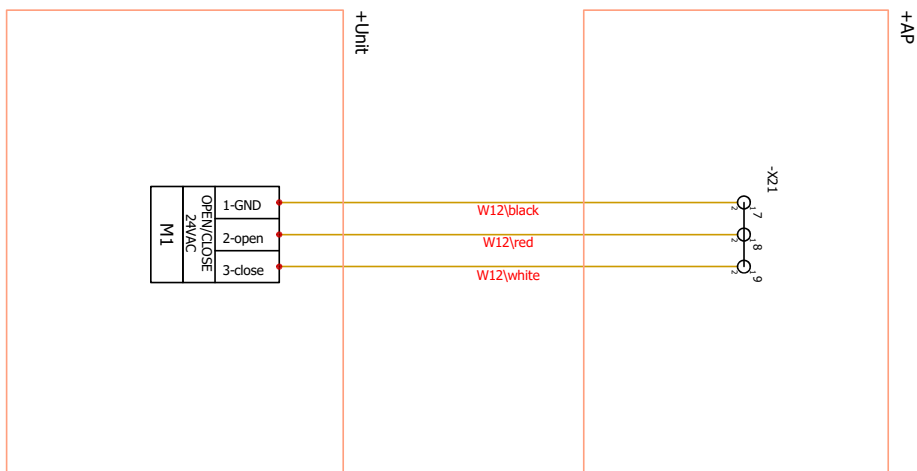 +Unit
+AP
-X21
M1
OPEN/CLOSE
24VAC
1-GND
2-open
3-close
W12\black
W12\red
W12\white
1
7
2
1
8
2
1
9
2